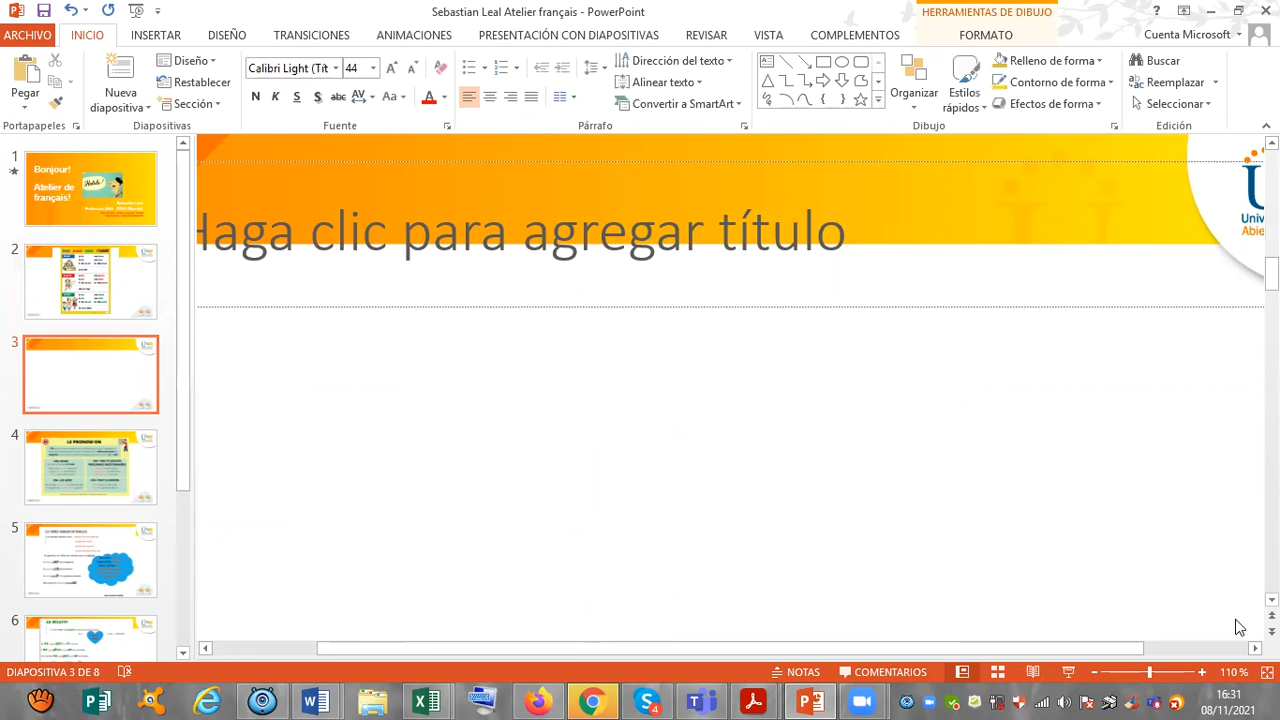 Sebastian Leal Atelier français - PowerPoint
HERRAMIENTAS DE DIBUJO
ARCHIVO INICIO INSERTAR DISEÑO TRANSICIONES ANIMACIONES PRESENTACIÓN CON DIAPOSITIVAS REVISAR VISTA COMPLEMENTOS FORMATO Cuenta Microsoft
Pegar
Nueva diapositiva
Diseño
Restablecer
Sección
Calibri Light (Tít 44
N K S S abc AV Aa A
Dirección del texto
Alinear texto
Convertir a SmartArt
Organizar
Estilos rápidos
Relleno de forma
Contorno de forma
Efectos de forma
Buscar
Reemplazar
Seleccionar
Portapapeles Diapositivas Fuente Párrafo Dibujo Edición
1
Bonjour!
Atelier de
français!
2
3
4
LE PRONOM ON
5
6
Haga clic para agregar título
U
Univ
Abie
DIAPOSITIVA 3 DE 8 NOTAS COMENTARIOS 110 %
4
16:31
08/11/2021